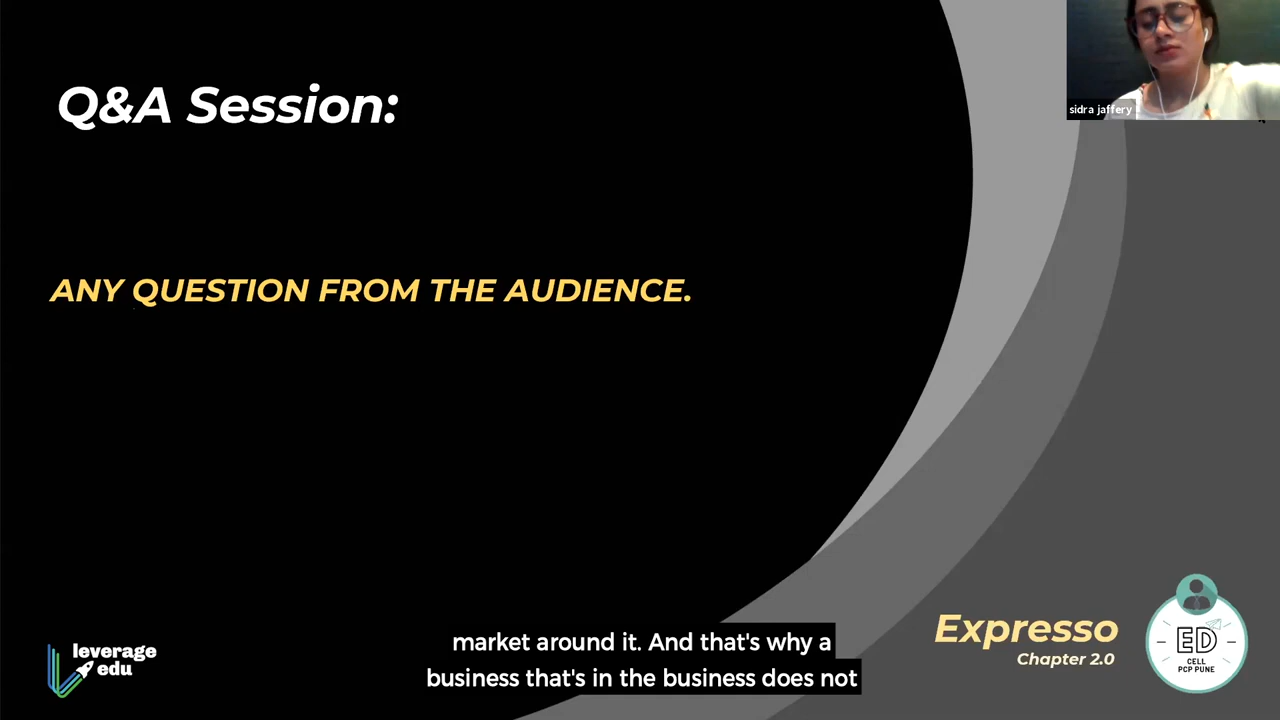 Q&A Session:
sidra jaffery
ANY QUESTION FROM THE AUDIENCE.
market around it. And that's why a
business that's in the business does not
leverage
edu
Expresso
Chapter 2.0
ED
CELL
PCP PUNE